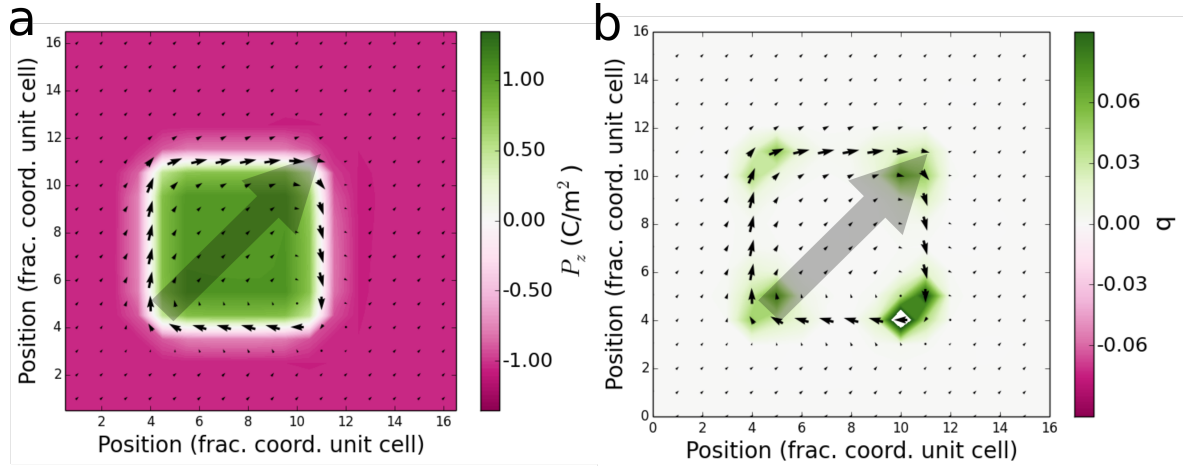 a
16
14
12
10
8
6
4
2
2 4 6 8 10 12 14 16
Position (frac. coord. unit cell)
Position (frac. coord. unit cell)
1.00
0.50
0.00
-0.50
-1.00
P_z (C/m²)
b
16
14
12
10
8
6
4
2
0
0 2 4 6 8 10 12 14 16
Position (frac. coord. unit cell)
Position (frac. coord. unit cell)
0.06
0.03
0.00
-0.03
-0.06
q